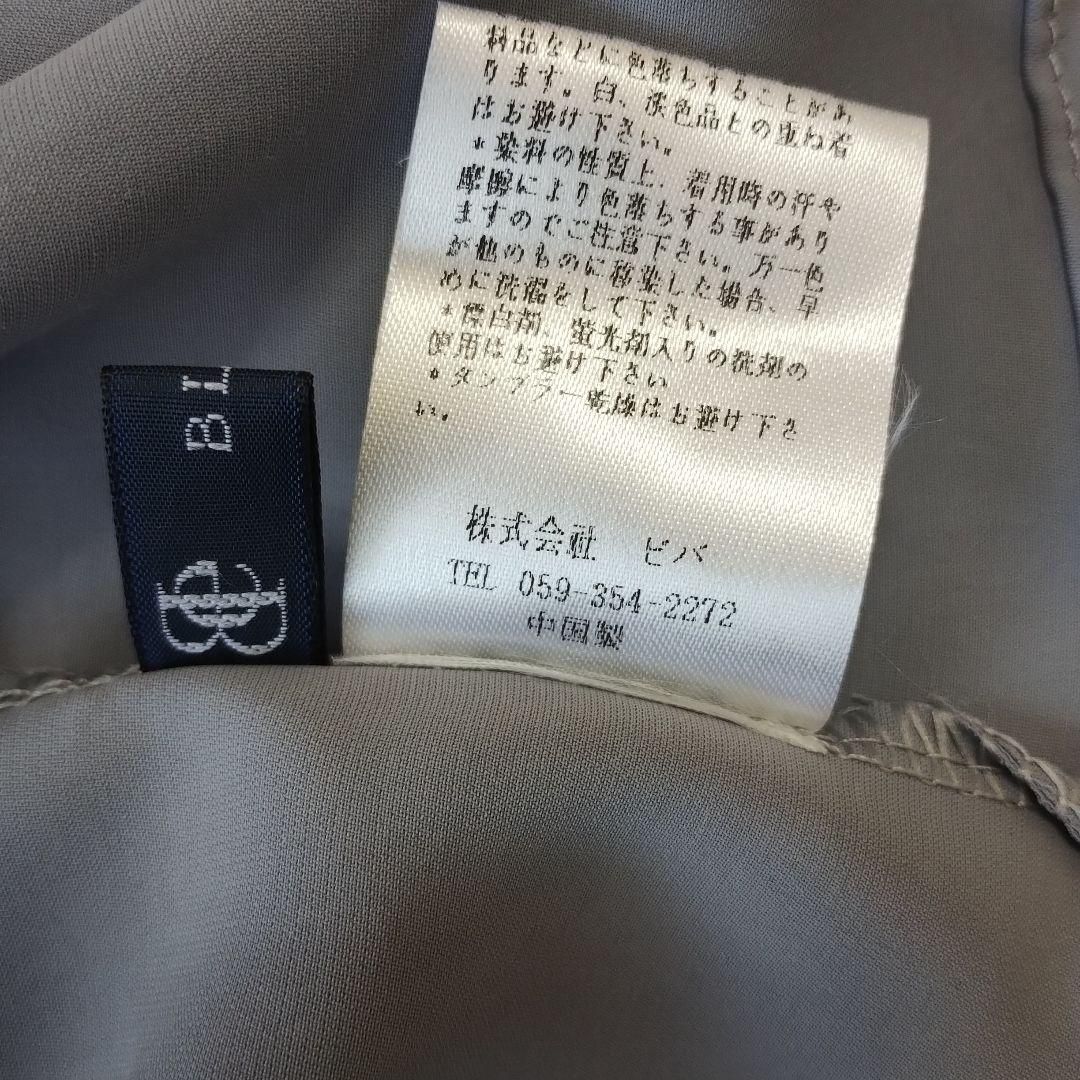 料品などに色落ちすることがあ
ります。白、淡色品との重ね着
はお避け下さい。
*染料の性質上、着用時の汗や
摩擦により色落ちする事があり
ますのでご注意下さい。万一色
が他のものに移染した場合、早
めに洗濯をして下さい。
*漂白剤、蛍光剤入りの洗剤の
使用はお避け下さい
*タンブラー乾燥はお避け下さ
い。
株式会社 ビバ
TEL 059-354-2272
中国製